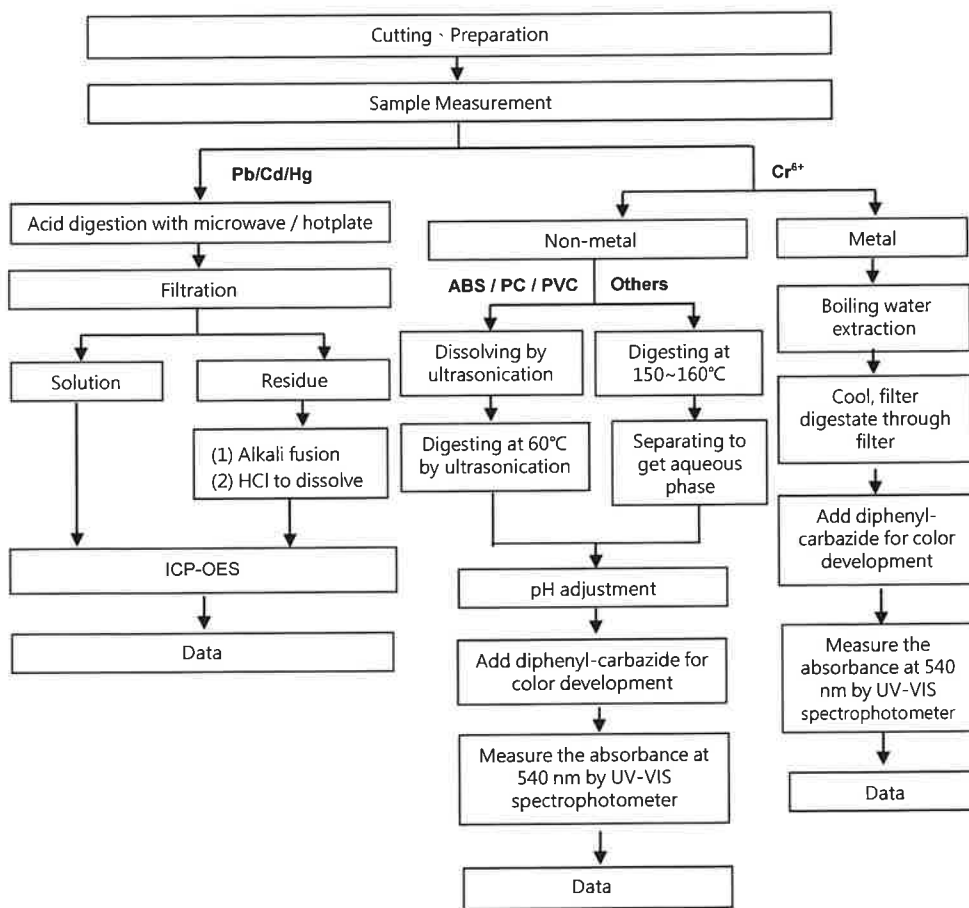 Cutting、Preparation
Sample Measurement
Pb/Cd/Hg
Cr⁶⁺
Acid digestion with microwave / hotplate
Non-metal
Metal
Filtration
ABS / PC / PVC
Others
Boiling water
extraction
Solution
Residue
Dissolving by
ultrasonication
Digesting at
150~160℃
Cool, filter
digestate through
filter
(1) Alkali fusion
(2) HCl to dissolve
Digesting at 60℃
by ultrasonication
Separating to
get aqueous
phase
Add diphenyl-
carbazide for color
development
ICP-OES
pH adjustment
Data
Add diphenyl-carbazide for
color development
Measure the
absorbance at 540
nm by UV-VIS
spectrophotometer
Measure the absorbance at
540 nm by UV-VIS
spectrophotometer
Data
Data